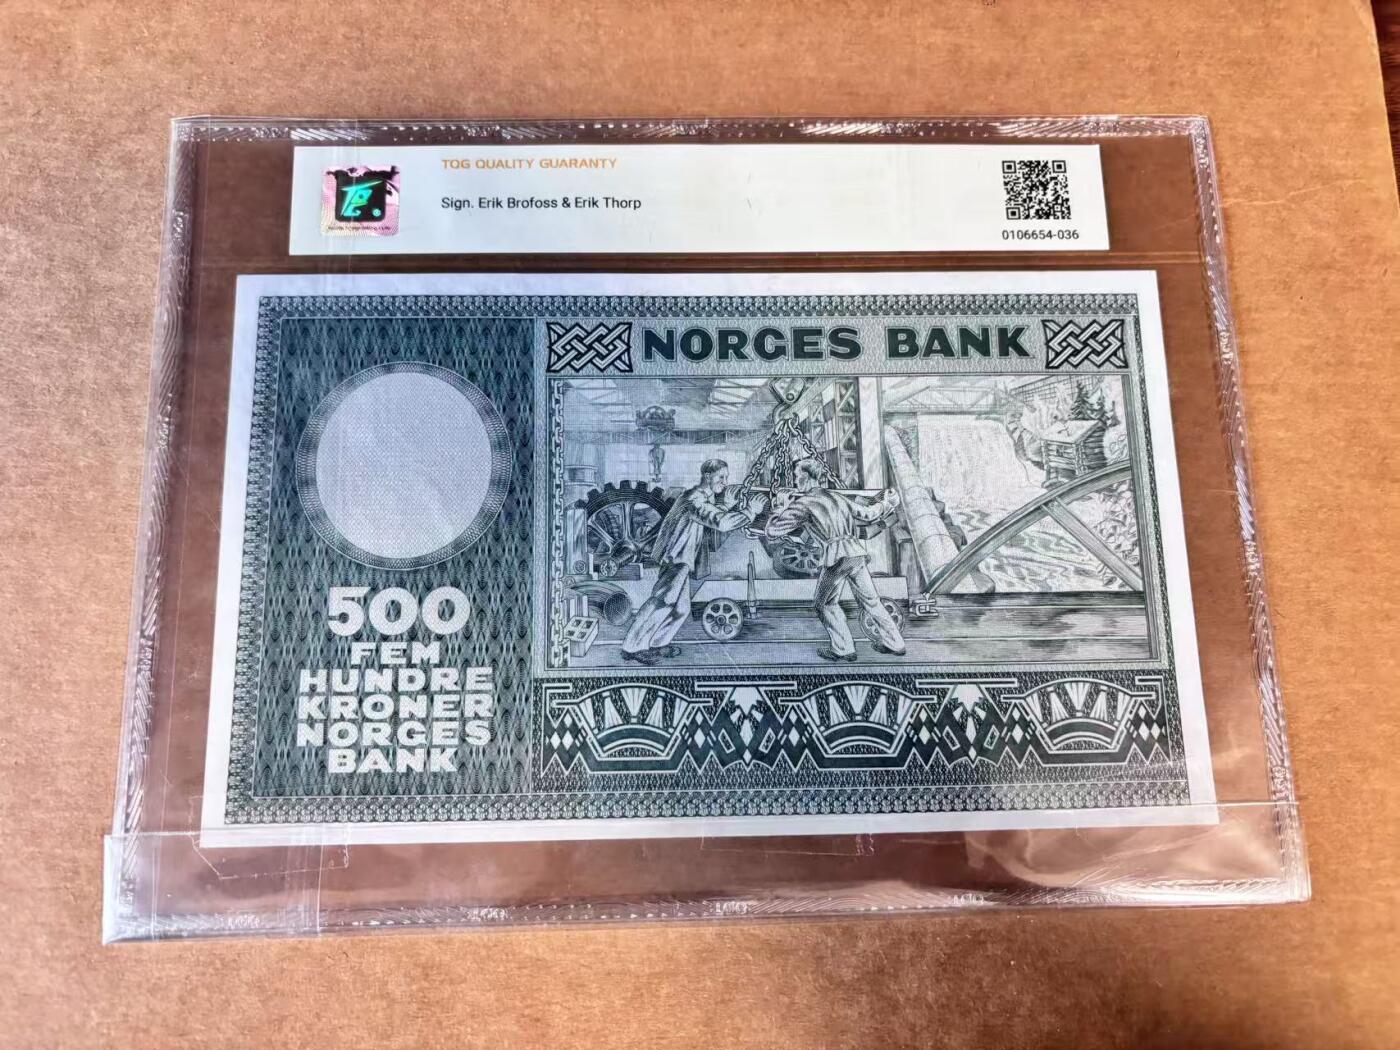 TQG QUALITY GUARANTY
Sign. Erik Brofoss & Erik Thorp
0106654-036
NORGES BANK
500
FEM
HUNDRE
KRONER
NORGES
BANK